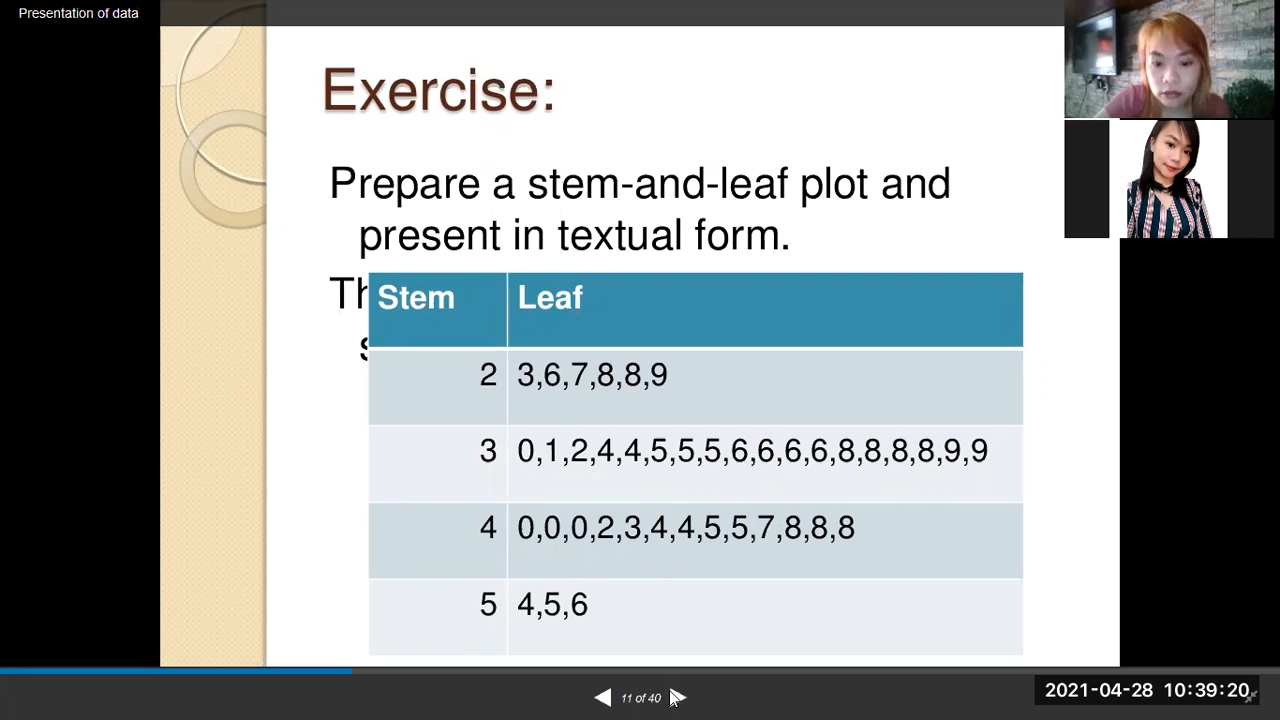 Presentation of data
Exercise:
Prepare a stem-and-leaf plot and
present in textual form.
Stem Leaf
2 3,6,7,8,8,9
3 0,1,2,4,4,5,5,5,6,6,6,6,8,8,8,8,9,9
4 0,0,0,2,3,4,4,5,5,7,8,8,8
5 4,5,6
11 of 40
2021-04-28 10:39:20